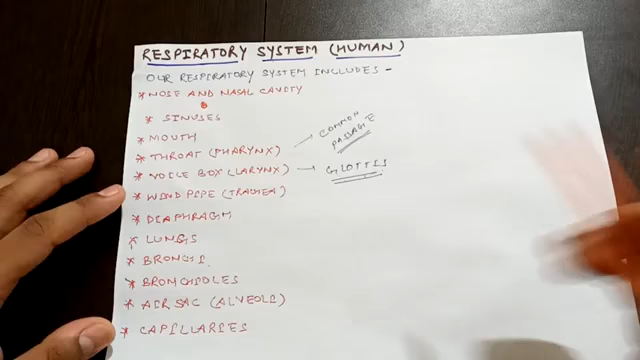 RESPIRATORY SYSTEM (HUMAN)
OUR RESPIRATORY SYSTEM INCLUDES -
* NOSE AND NASAL CAVITY
* SINUSES
* MOUTH
* THROAT (PHARYNX) → COMMON PASSAGE
* VOICE BOX (LARYNX) → GLOTTIS
* WIND PIPE (TRACHEA)
* DIAPHRAGM
* LUNGS
* BRONCHI
* BRONCHIOLES
* AIR SAC (ALVEOLI)
* CAPILLARIES